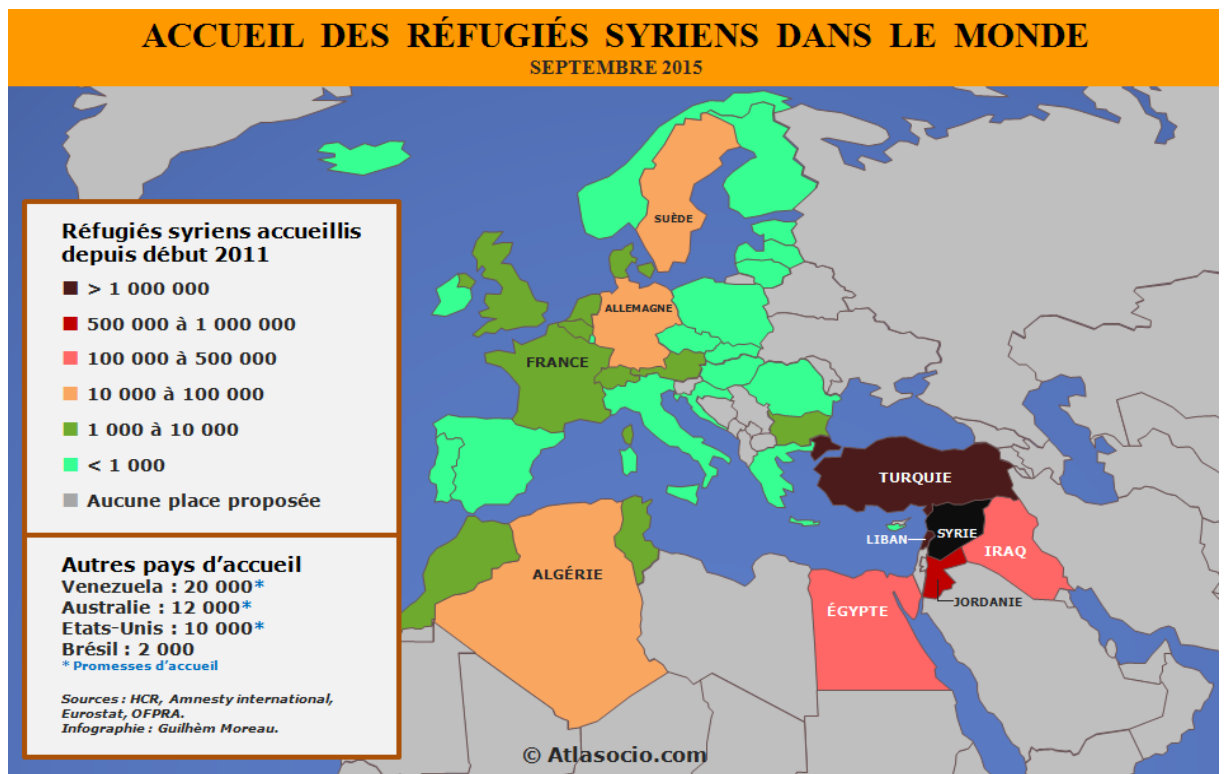 ACCUEIL DES RÉFUGIÉS SYRIENS DANS LE MONDE
SEPTEMBRE 2015
Réfugiés syriens accueillis
depuis début 2011
> 1 000 000
500 000 à 1 000 000
100 000 à 500 000
10 000 à 100 000
1 000 à 10 000
< 1 000
Aucune place proposée
Autres pays d'accueil
Venezuela : 20 000*
Australie : 12 000*
Etats-Unis : 10 000*
Brésil : 2 000
* Promesses d'accueil
Sources : HCR, Amnesty international,
Eurostat, OFPRA.
Infographie : Guilhèm Moreau.
SUÈDE
ALLEMAGNE
FRANCE
TURQUIE
SYRIE
LIBAN
IRAQ
ALGÉRIE
JORDANIE
ÉGYPTE
© Atlasocio.com